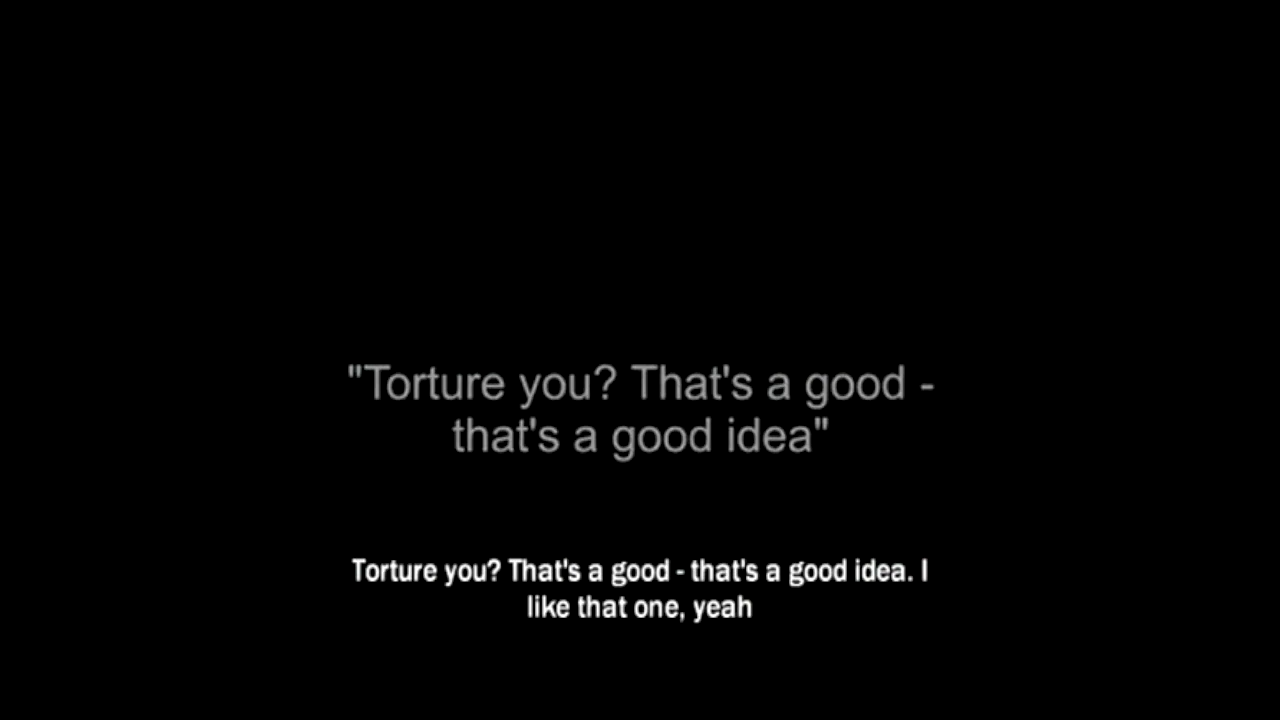 "Torture you? That's a good -
that's a good idea"
Torture you? That's a good - that's a good idea. I
like that one, yeah